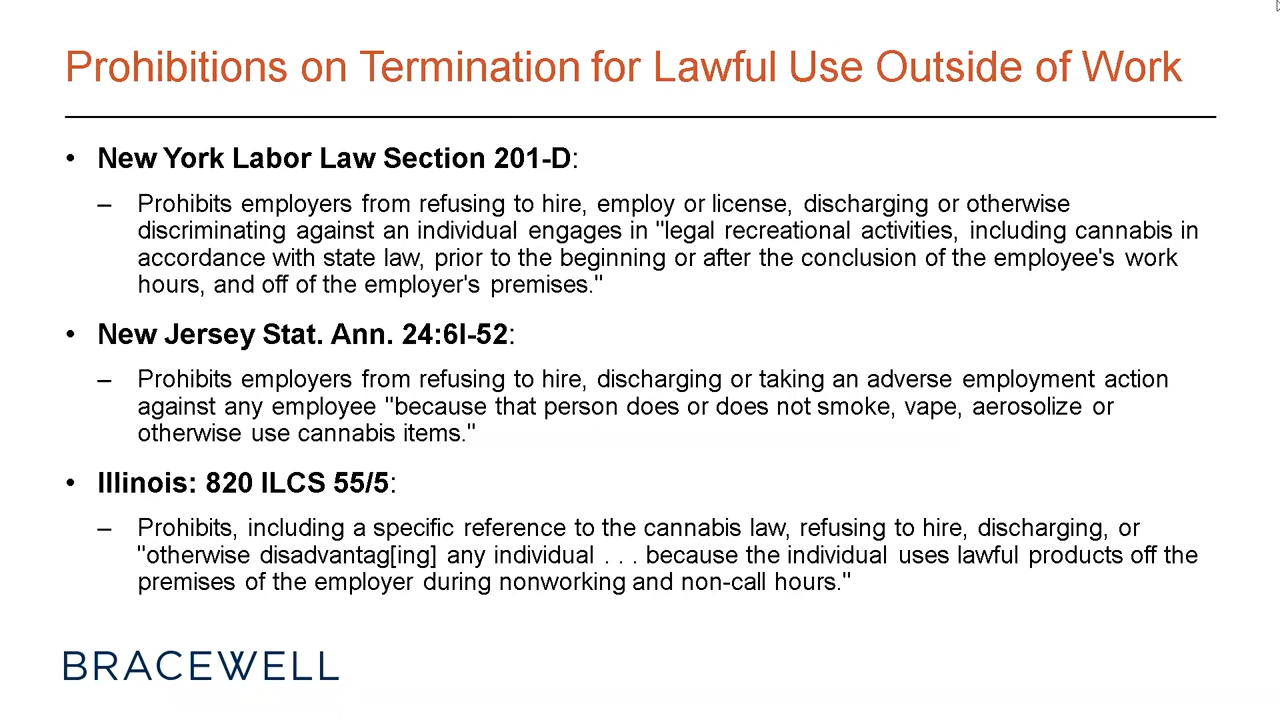 Prohibitions on Termination for Lawful Use Outside of Work
• New York Labor Law Section 201-D:
– Prohibits employers from refusing to hire, employ or license, discharging or otherwise
discriminating against an individual engages in "legal recreational activities, including cannabis in
accordance with state law, prior to the beginning or after the conclusion of the employee's work
hours, and off of the employer's premises."
• New Jersey Stat. Ann. 24:6I-52:
– Prohibits employers from refusing to hire, discharging or taking an adverse employment action
against any employee "because that person does or does not smoke, vape, aerosolize or
otherwise use cannabis items."
• Illinois: 820 ILCS 55/5:
– Prohibits, including a specific reference to the cannabis law, refusing to hire, discharging, or
"otherwise disadvantag[ing] any individual . . . because the individual uses lawful products off the
premises of the employer during nonworking and non-call hours."
BRACEWELL